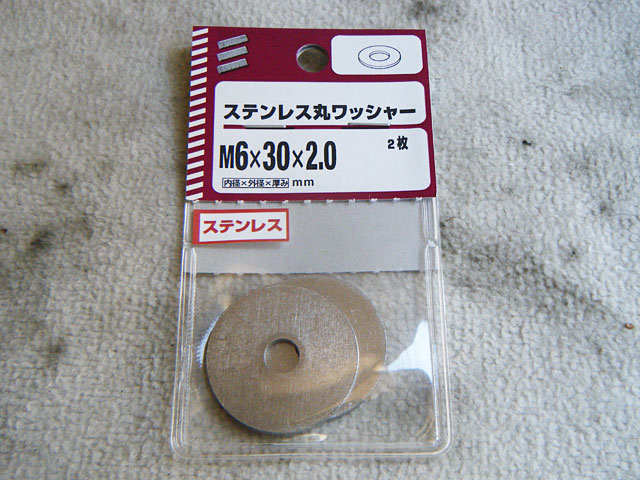 ステンレス丸ワッシャー
M6×30×2.0
2枚
内径×外径×厚み mm
ステンレス